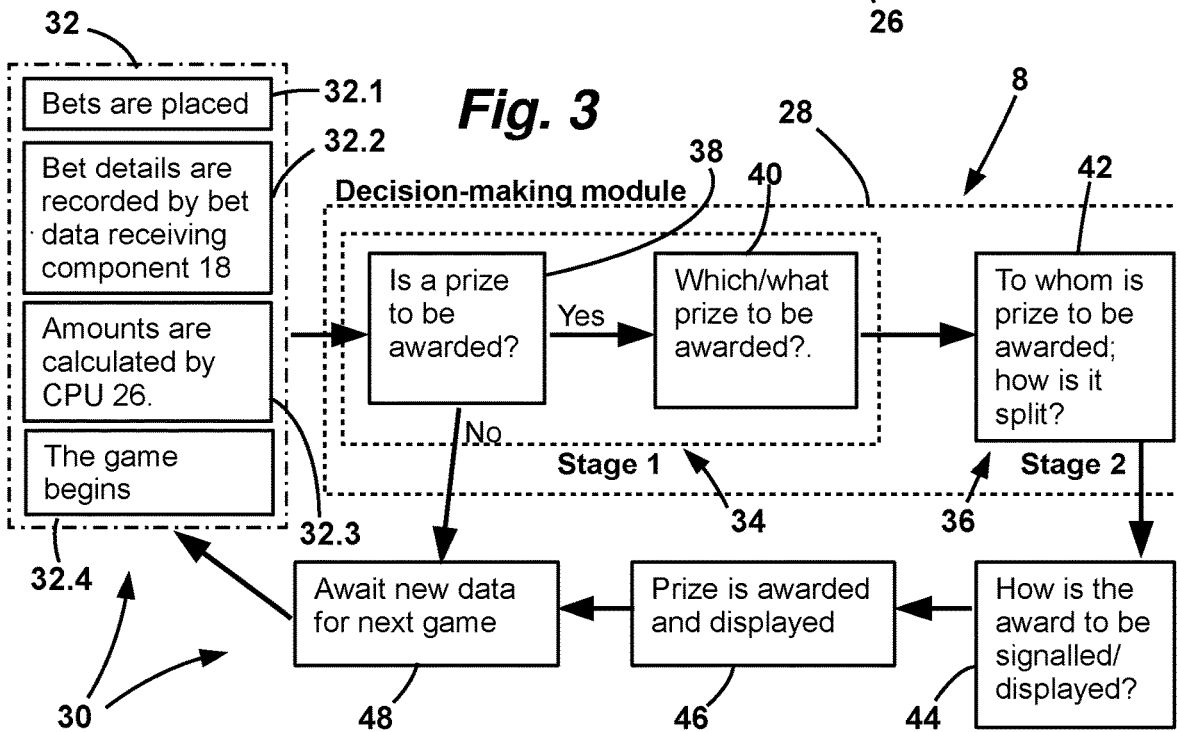 32
26
Bets are placed
32.1
Fig. 3
8
28
32.2
38
40
42
Bet details are
recorded by bet
data receiving
component 18
Decision-making module
Is a prize
to be
awarded?
Yes
Which/what
prize to be
awarded?.
To whom is
prize to be
awarded;
how is it
split?
Amounts are
calculated by
CPU 26.
No
The game
begins
Stage 1
Stage 2
32.3
34
36
32.4
Await new data
for next game
Prize is awarded
and displayed
How is the
award to be
signalled/
displayed?
30
48
46
44